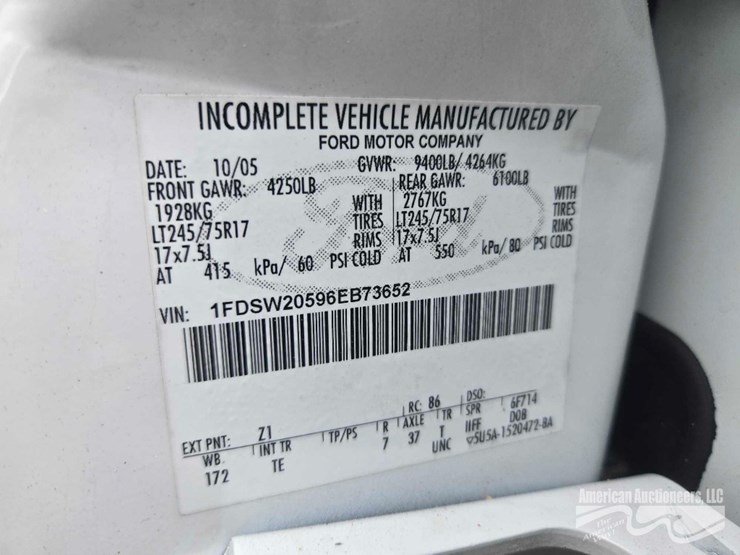 INCOMPLETE VEHICLE MANUFACTURED BY
FORD MOTOR COMPANY
DATE: 10/05 GVWR: 9400LB/ 4264KG
FRONT GAWR: 4250LB REAR GAWR: 6100LB
1928KG WITH 2767KG WITH
LT245/75R17 TIRES LT245/75R17 TIRES
17x7.5J RIMS 17x7.5J RIMS
AT 415 kPa/ 60 PSI COLD AT 550 kPa/ 80 PSI COLD
VIN: 1FDSW20596EB73652
RC: 86 DSO:
EXT PNT: Z1 R AXLE TR SPR 6F714
WB INT TR TP/PS 7 37 T IIFF DOB
172 TE UNC 5U5A-1520472-BA
American Auctioneers, LLC